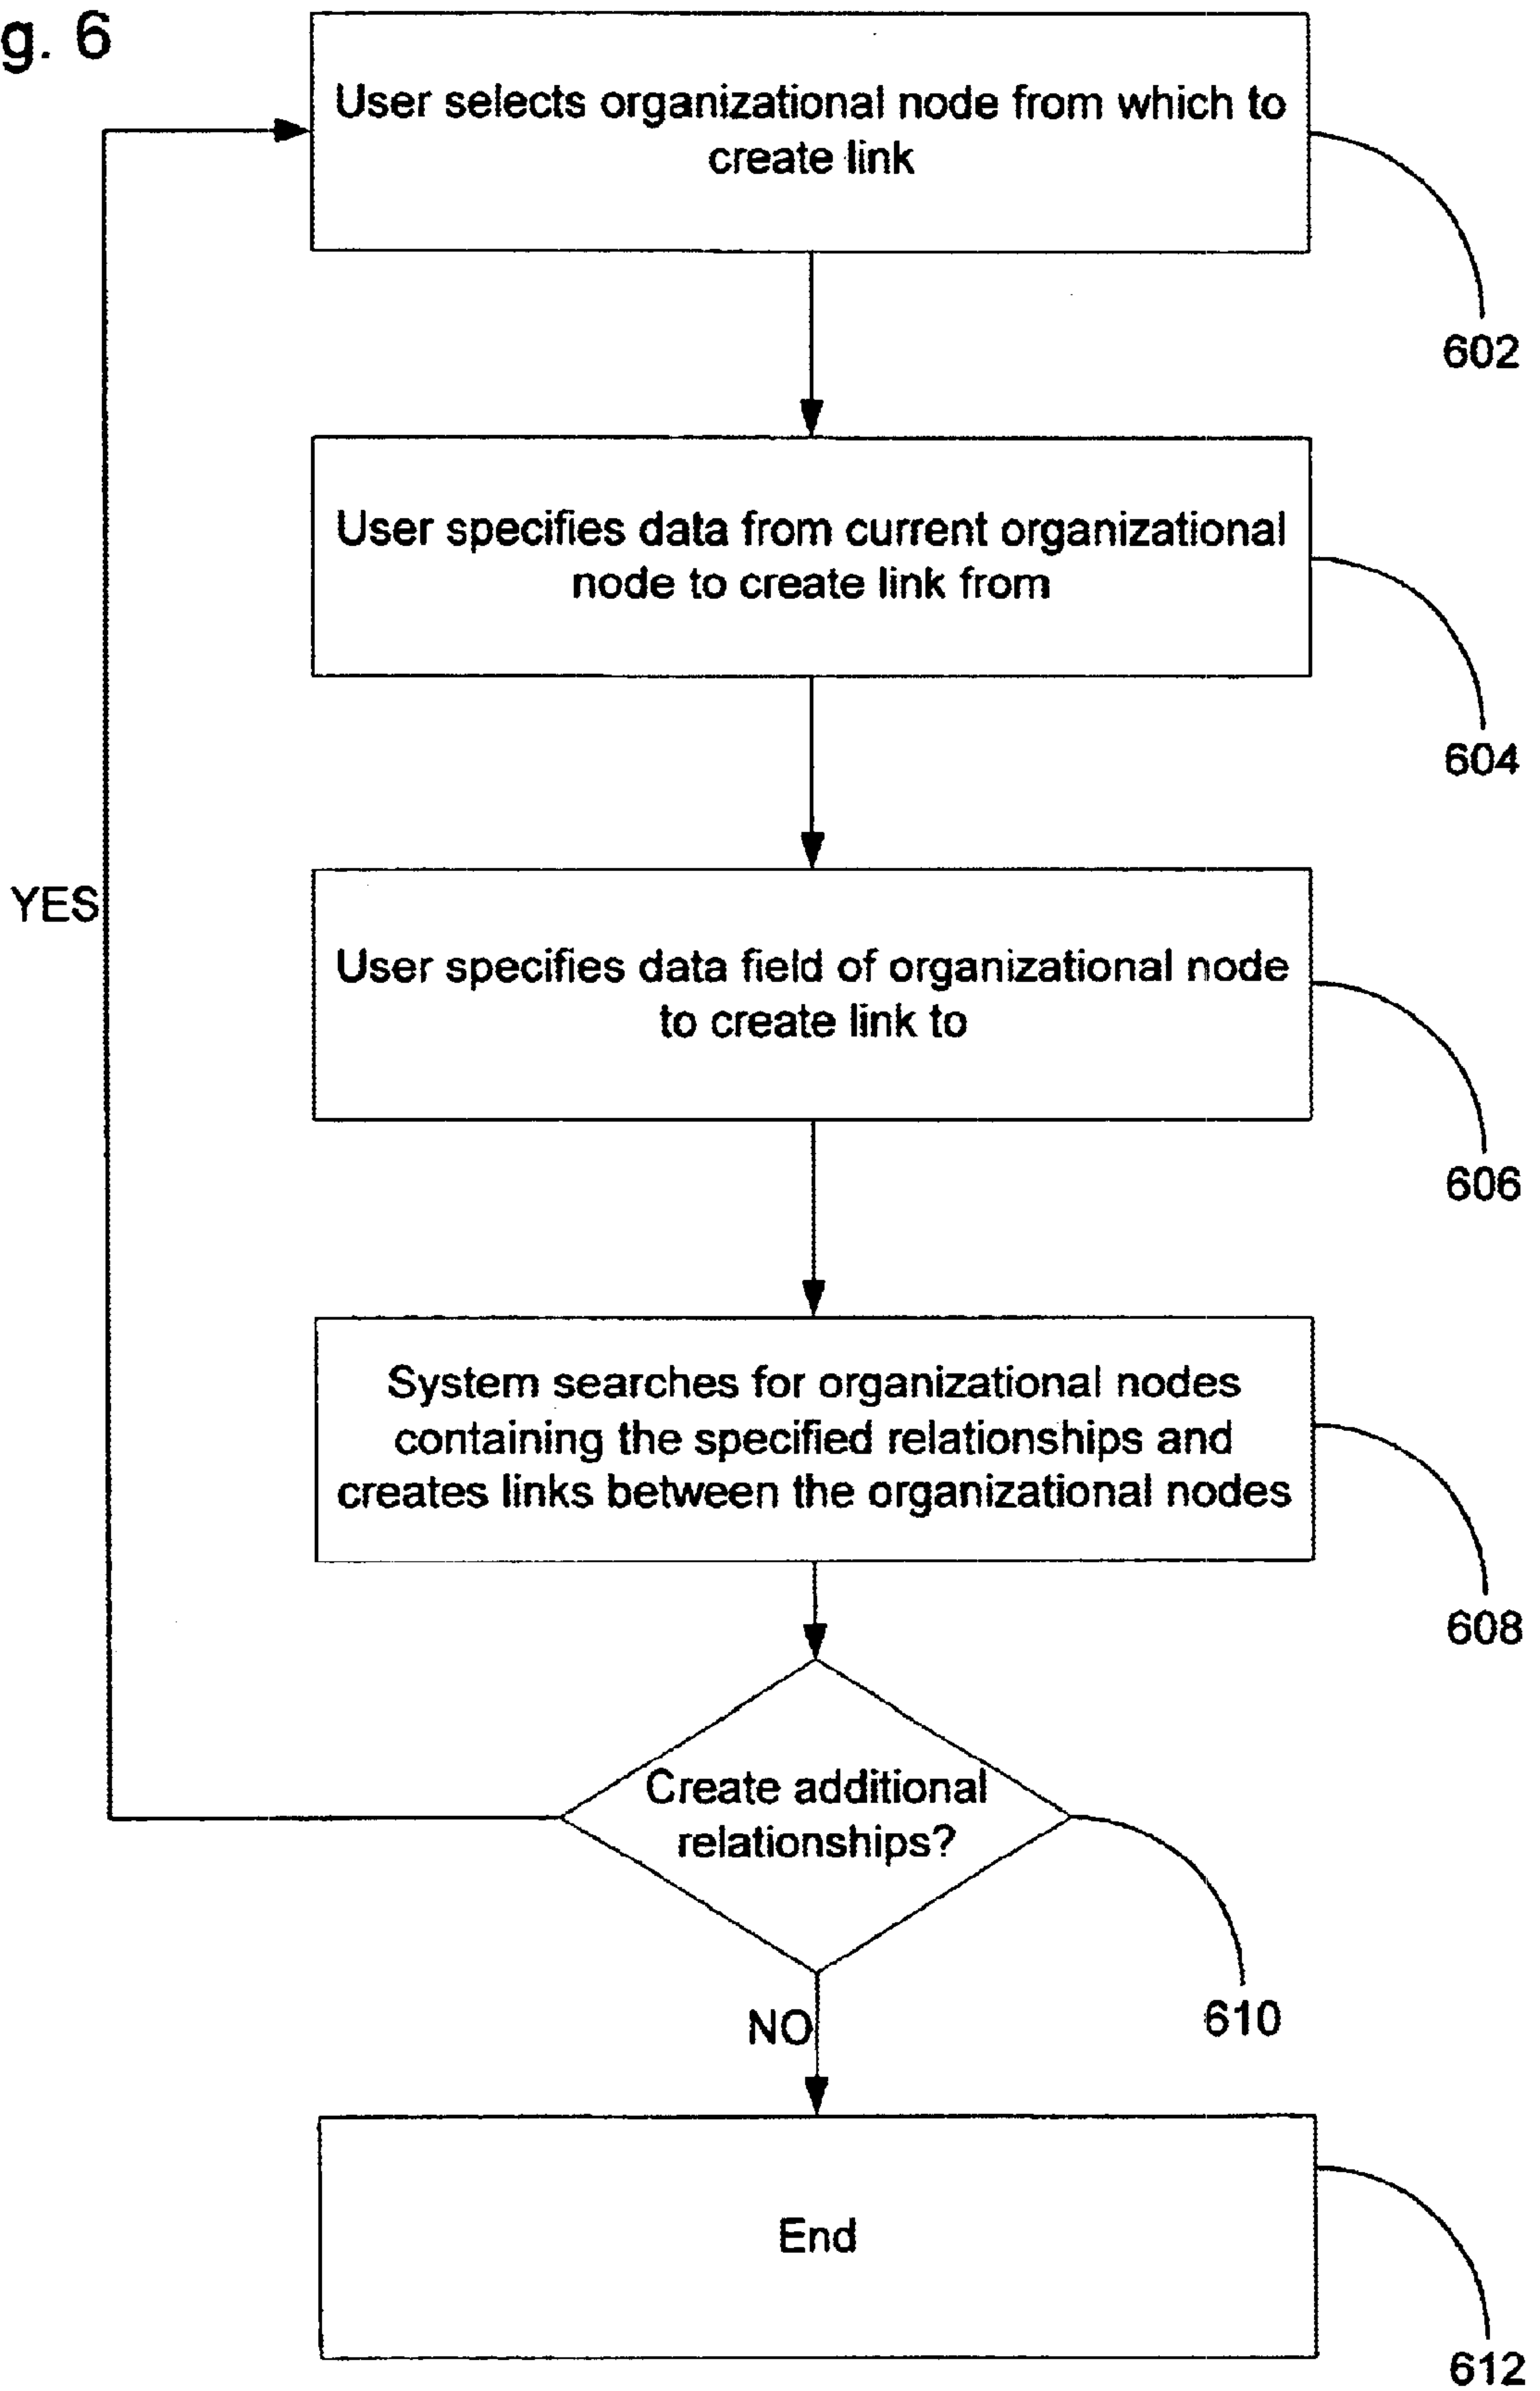 g. 6
User selects organizational node from which to
create link
602
User specifies data from current organizational
node to create link from
604
YES
User specifies data field of organizational node
to create link to
606
System searches for organizational nodes
containing the specified relationships and
creates links between the organizational nodes
608
Create additional
relationships?
610
NO
End
612